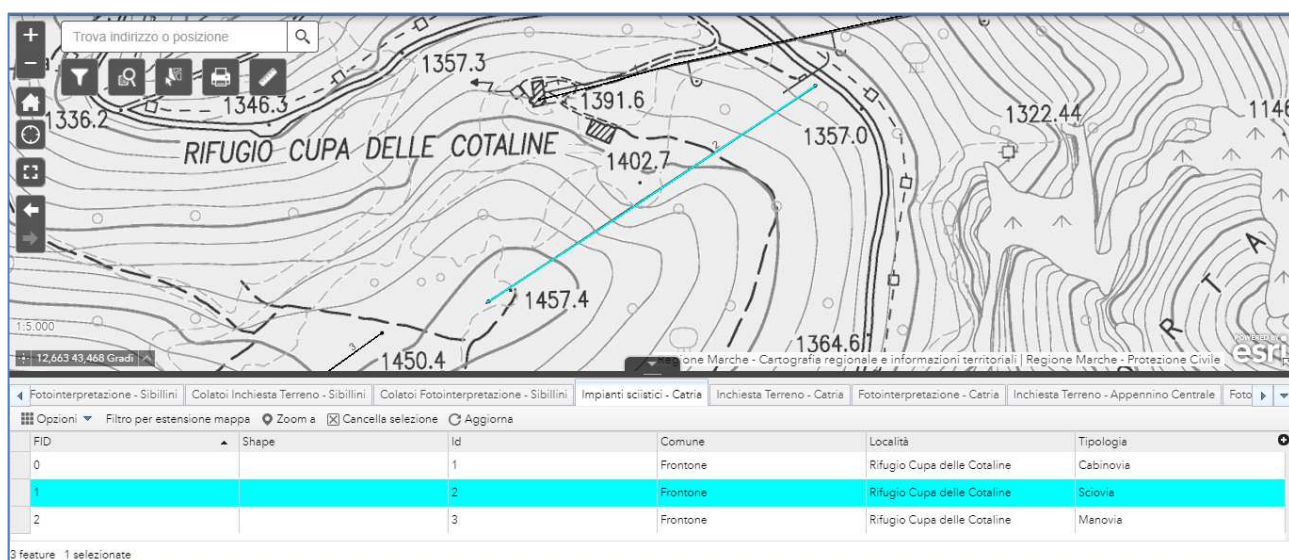 Trova indirizzo o posizione
1357.3
1346.3
1391.6
1322.44
1146
1336.2
1357.0
RIFUGIO CUPA DELLE COTALINE
1402.7
2
1457.4
R T A
1:5.000
3
1364.6
1450.4
12,663 43,468 Gradi
Regione Marche - Cartografia regionale e informazioni territoriali | Regione Marche - Protezione Civile
POWERED BY
esri
Fotointerpretazione - Sibillini Colatoi Inchiesta Terreno - Sibillini Colatoi Fotointerpretazione - Sibillini Impianti sciistici - Catria Inchiesta Terreno - Catria Fotointerpretazione - Catria Inchiesta Terreno - Appennino Centrale Foto
Opzioni Filtro per estensione mappa Zoom a Cancella selezione Aggiorna
FID Shape Id Comune Località Tipologia
0 1 Frontone Rifugio Cupa delle Cotaline Cabinovia
1 2 Frontone Rifugio Cupa delle Cotaline Sciovia
2 3 Frontone Rifugio Cupa delle Cotaline Manovia
3 feature 1 selezionate